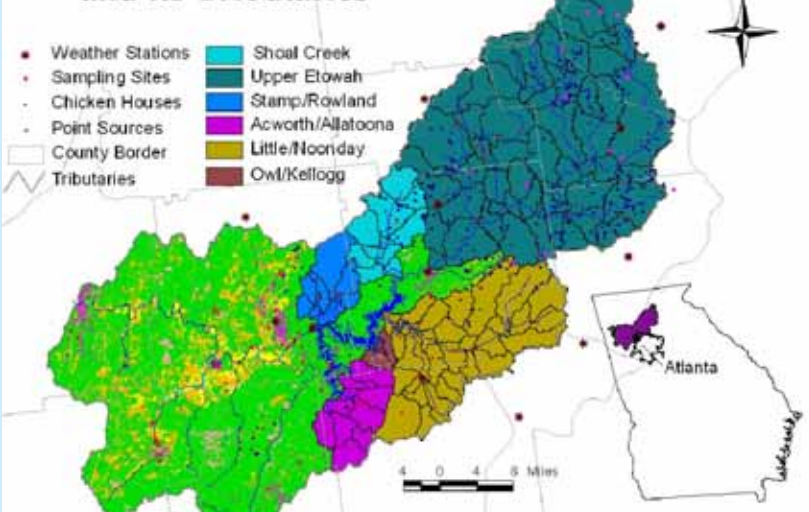 Weather Stations
Sampling Sites
Chicken Houses
Point Sources
County Border
Tributaries
Shoal Creek
Upper Etowah
Stamp/Rowland
Acworth/Allatoona
Little/Noonday
Owl/Kellogg
Atlanta
4 0 4 8 Miles